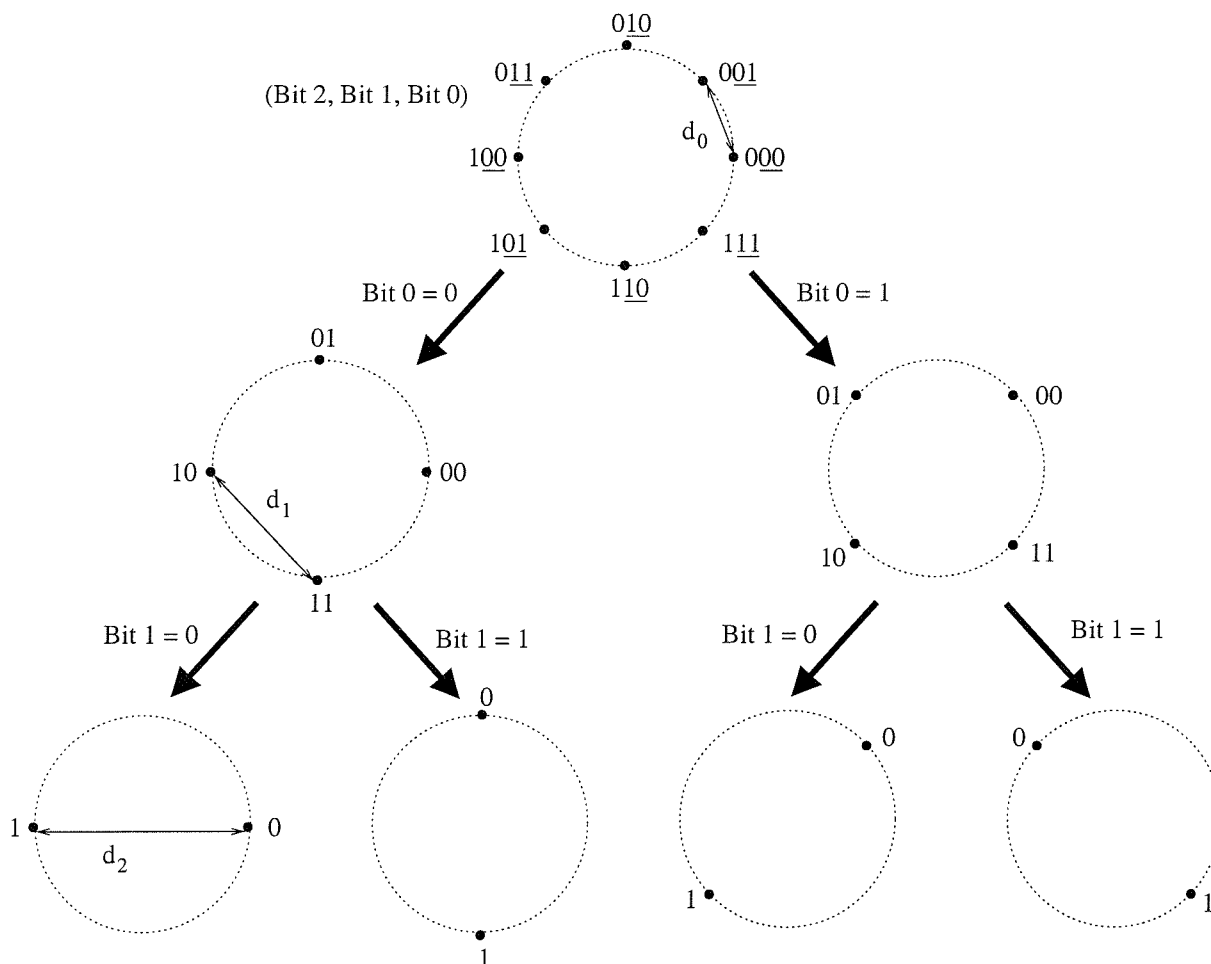 010
011
001
(Bit 2, Bit 1, Bit 0)
d0
100
000
101
111
110
Bit 0 = 0
Bit 0 = 1
01
01
00
10
00
d1
10
11
11
Bit 1 = 0
Bit 1 = 1
Bit 1 = 0
Bit 1 = 1
0
0
0
1
0
d2
1
1
1